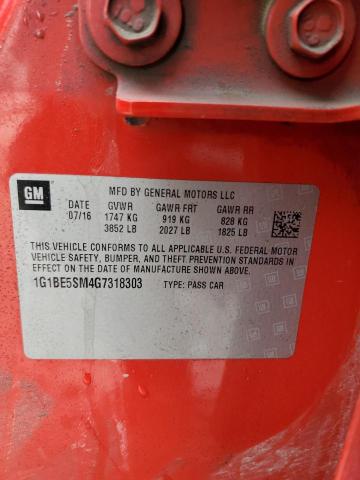 GM
MFD BY GENERAL MOTORS LLC
DATE GVWR GAWR FRT GAWR RR
07/16 1747 KG 919 KG 828 KG
3852 LB 2027 LB 1825 LB
THIS VEHICLE CONFORMS TO ALL APPLICABLE U.S. FEDERAL MOTOR
VEHICLE SAFETY, BUMPER, AND THEFT PREVENTION STANDARDS
IN EFFECT ON THE DATE OF MANUFACTURE SHOWN ABOVE.
1G1BE5SM4G7318303 TYPE: PASS CAR